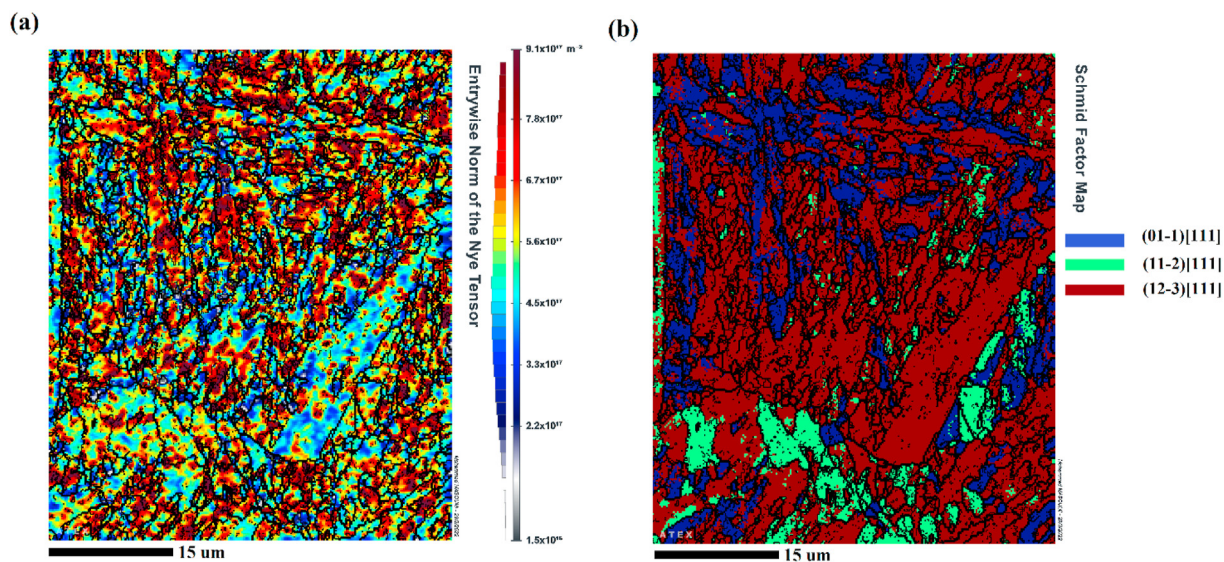 (a)
9.1x10¹⁷ m⁻²
7.8x10¹⁷
6.7x10¹⁷
5.6x10¹⁷
4.5x10¹⁷
3.3x10¹⁷
2.2x10¹⁷
1.5x10¹⁶
Entrywise Norm of the Nye Tensor
15 um
(b)
Schmid Factor Map
(01-1)[111]
(11-2)[111]
(12-3)[111]
ATEX
15 um